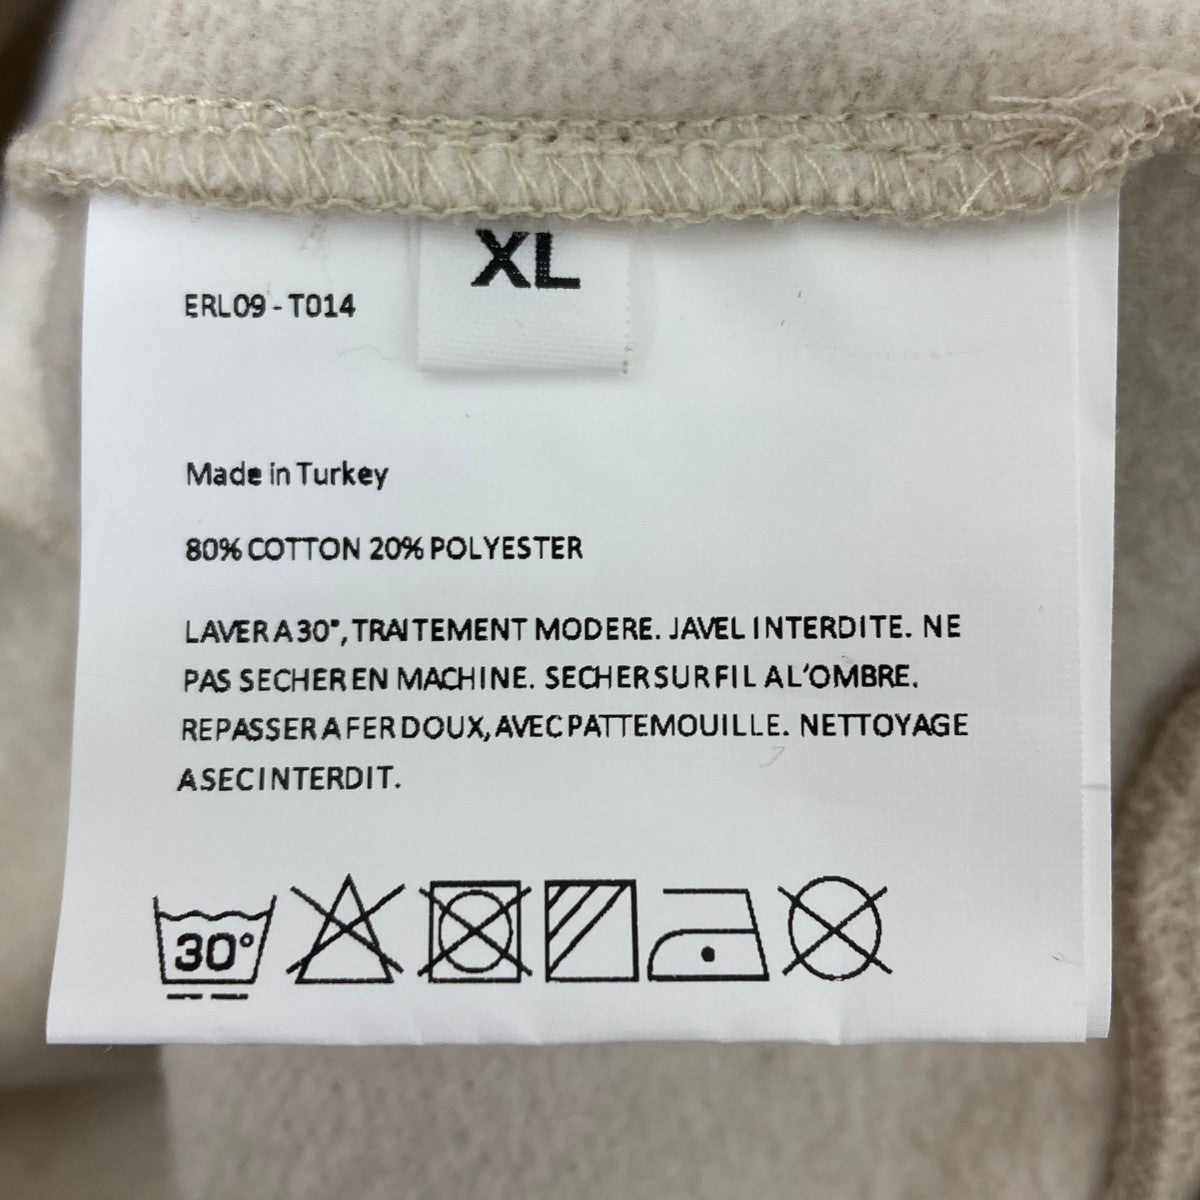 XL
ERL09 - T014
Made in Turkey
80% COTTON 20% POLYESTER
LAVER A 30°, TRAITEMENT MODERE. JAVEL INTERDITE. NE
PAS SECHER EN MACHINE. SECHER SUR FIL A L'OMBRE.
REPASSER A FER DOUX, AVEC PATTEMOUILLE. NETTOYAGE
A SEC INTERDIT.
30°